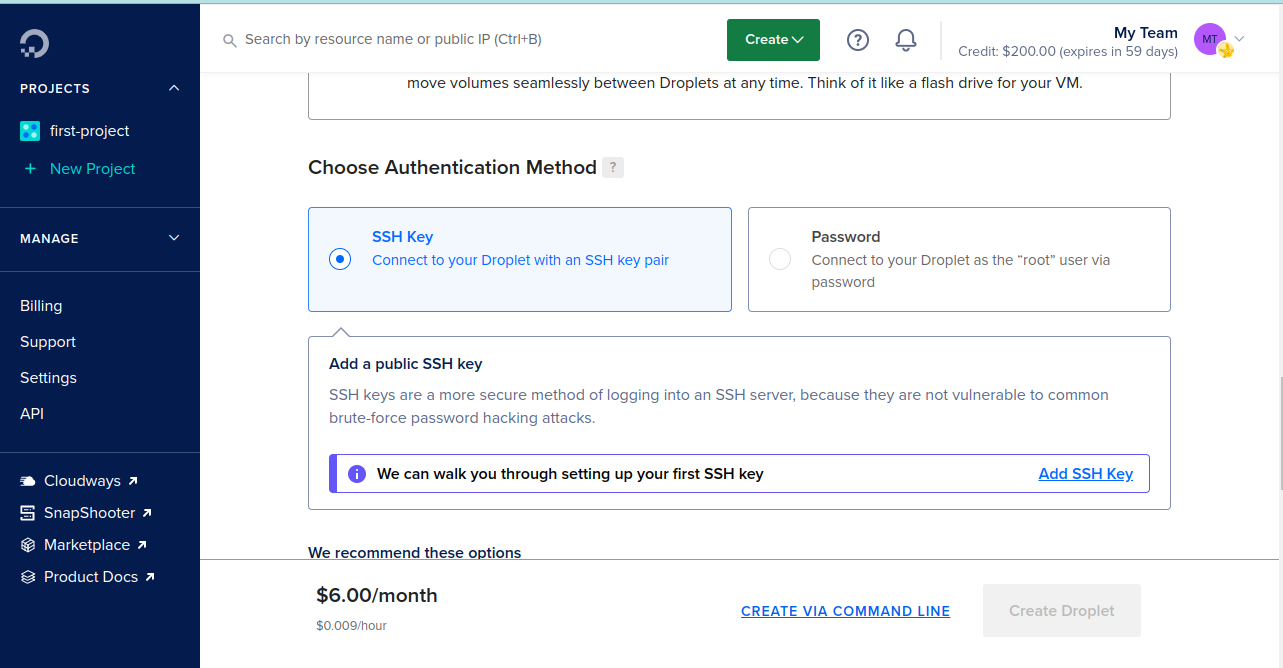 PROJECTS
first-project
+ New Project
MANAGE
Billing
Support
Settings
API
Cloudways
SnapShooter
Marketplace
Product Docs
Search by resource name or public IP (Ctrl+B)
Create
?
My Team
Credit: $200.00 (expires in 59 days)
MT
move volumes seamlessly between Droplets at any time. Think of it like a flash drive for your VM.
Choose Authentication Method ?
SSH Key
Connect to your Droplet with an SSH key pair
Password
Connect to your Droplet as the “root” user via
password
Add a public SSH key
SSH keys are a more secure method of logging into an SSH server, because they are not vulnerable to common
brute-force password hacking attacks.
i We can walk you through setting up your first SSH key Add SSH Key
We recommend these options
$6.00/month
$0.009/hour
CREATE VIA COMMAND LINE
Create Droplet